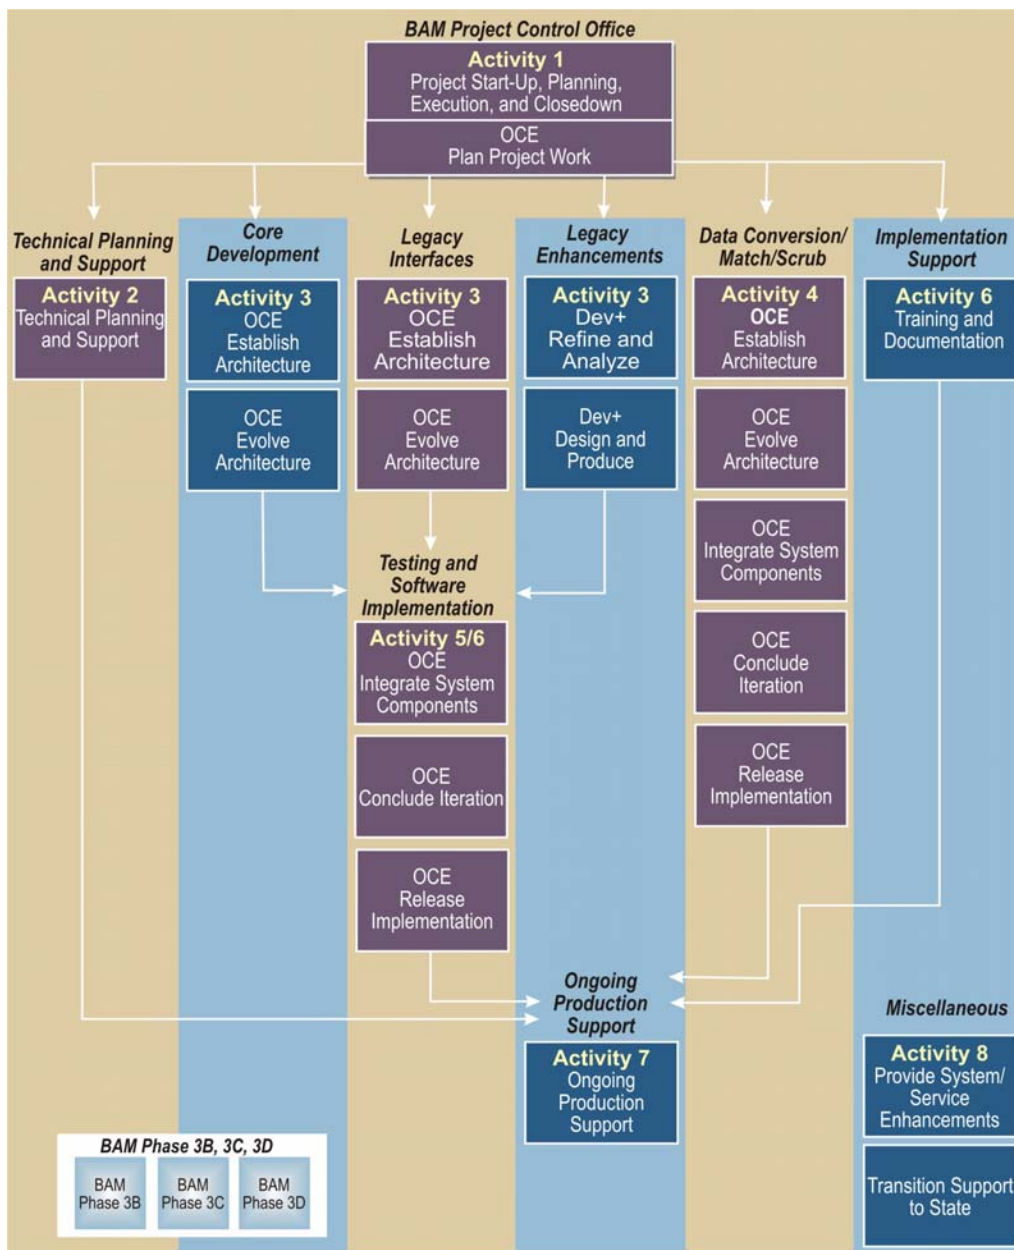 BAM Project Control Office
Activity 1
Project Start-Up, Planning,
Execution, and Closedown
OCE
Plan Project Work
Technical Planning
and Support
Activity 2
Technical Planning
and Support
Core
Development
Activity 3
OCE
Establish
Architecture
OCE
Evolve
Architecture
Legacy
Interfaces
Activity 3
OCE
Establish
Architecture
OCE
Evolve
Architecture
Legacy
Enhancements
Activity 3
Dev+
Refine and
Analyze
Dev+
Design and
Produce
Data Conversion/
Match/Scrub
Activity 4
OCE
Establish
Architecture
OCE
Evolve
Architecture
OCE
Integrate System
Components
OCE
Conclude
Iteration
OCE
Release
Implementation
Implementation
Support
Activity 6
Training and
Documentation
Testing and
Software
Implementation
Activity 5/6
OCE
Integrate System
Components
OCE
Conclude Iteration
OCE
Release
Implementation
Ongoing
Production
Support
Activity 7
Ongoing
Production
Support
Miscellaneous
Activity 8
Provide System/
Service
Enhancements
Transition Support
to State
BAM Phase 3B, 3C, 3D
BAM
Phase 3B
BAM
Phase 3C
BAM
Phase 3D